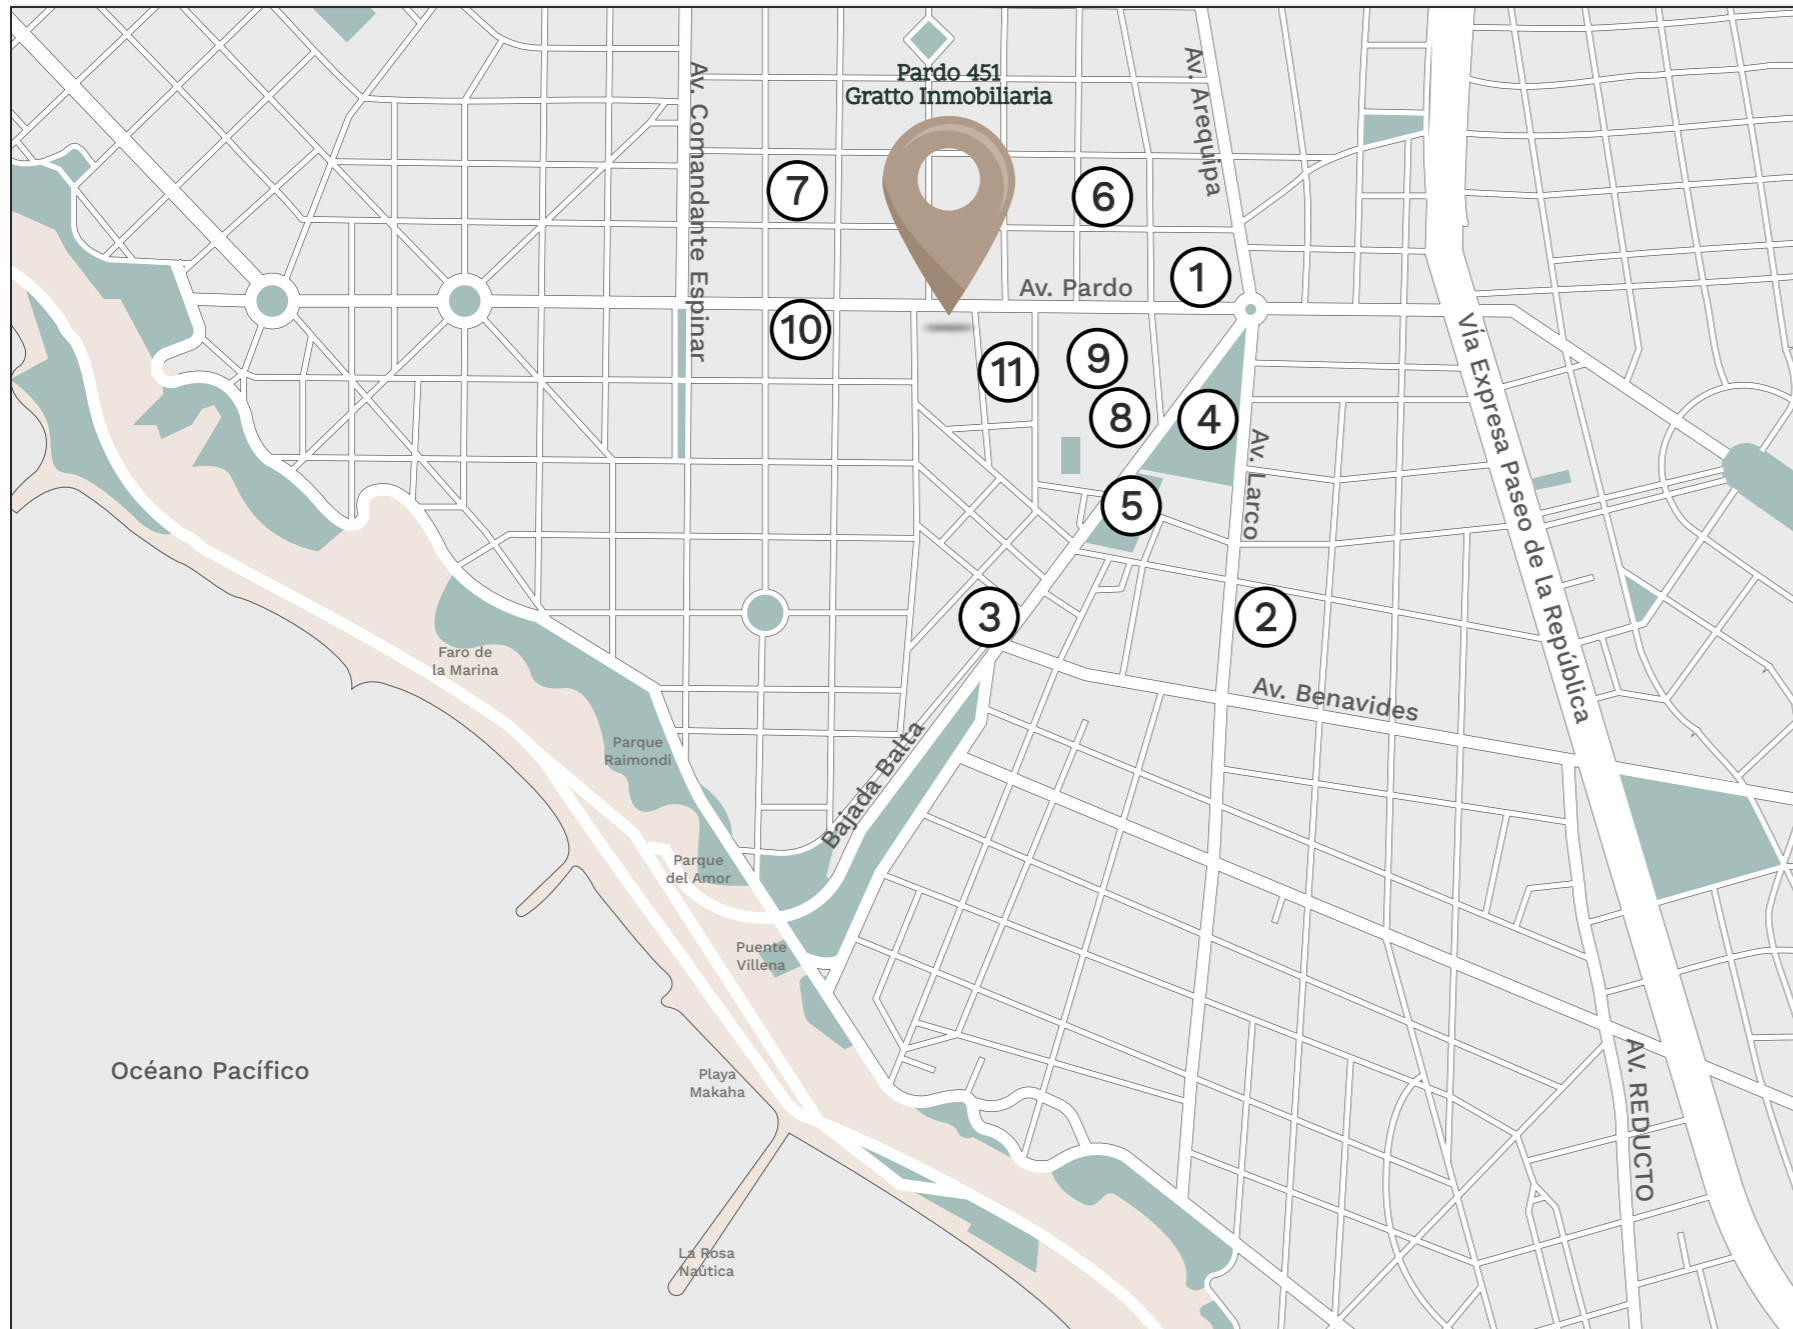 Pardo 451
Gratto Inmobiliaria
Av. Comandante Espinar
Av. Arequipa
7
6
1
Av. Pardo
10
9
11
8
4
Vía Expresa Paseo de la República
Av. Larco
5
3
2
Faro de
la Marina
Av. Benavides
Parque
Raimondi
Bajada Balta
Parque
del Amor
Puente
Villena
Océano Pacífico
Playa
Makaha
AV. REDUCTO
La Rosa
Naútica